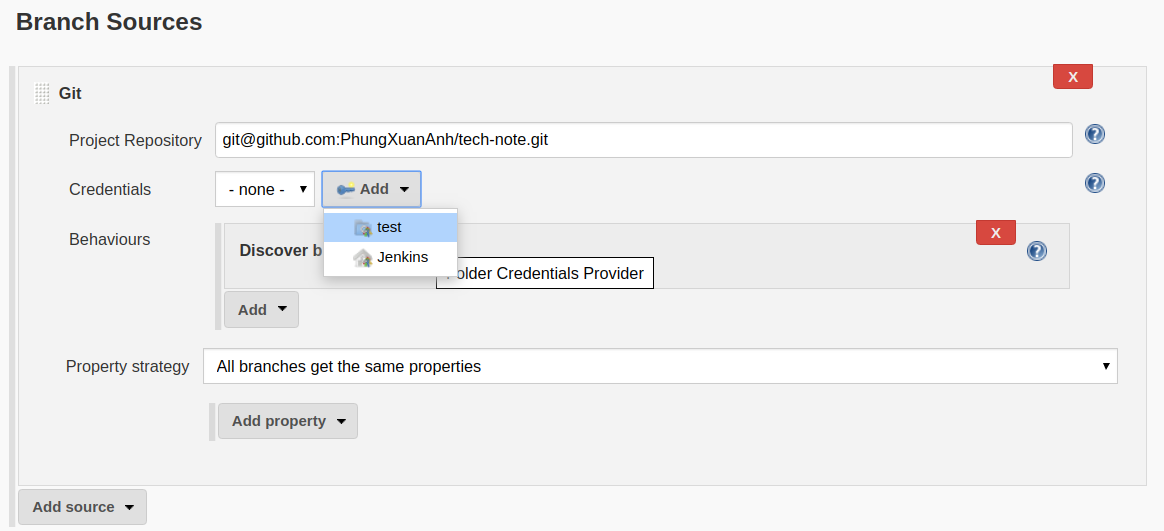 Branch Sources
X
Git
Project Repository git@github.com:PhungXuanAnh/tech-note.git ?
Credentials - none - Add ?
test
Jenkins
Behaviours
X
Discover b ?
older Credentials Provider
Add
Property strategy All branches get the same properties
Add property
Add source